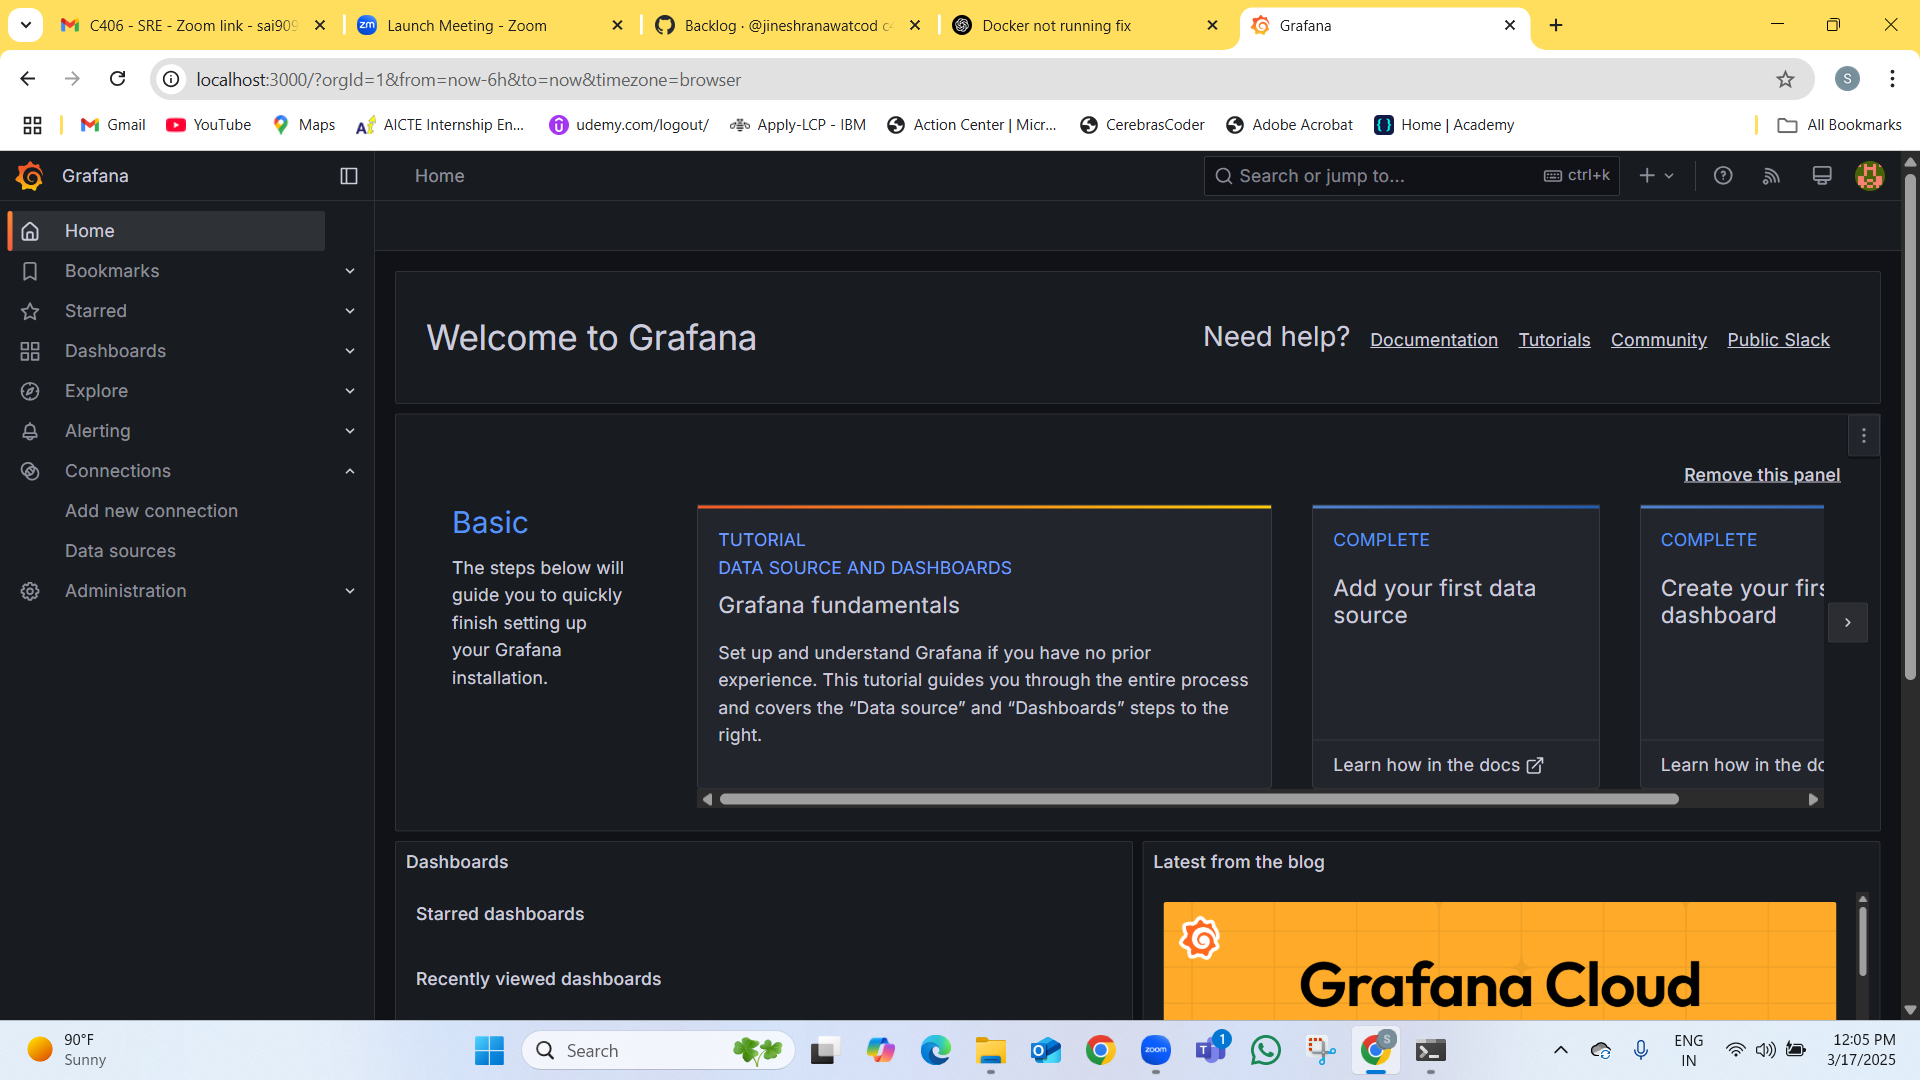 C406 - SRE - Zoom link - sai909
Launch Meeting - Zoom
Backlog · @jineshranawatcod c4
Docker not running fix
Grafana
localhost:3000/?orgId=1&from=now-6h&to=now&timezone=browser
S
Gmail
YouTube
Maps
AICTE Internship En...
udemy.com/logout/
Apply-LCP - IBM
Action Center | Micr...
CerebrasCoder
Adobe Acrobat
Home | Academy
All Bookmarks
Grafana
Home
Search or jump to...
ctrl+k
Home
Bookmarks
Starred
Dashboards
Explore
Alerting
Connections
Add new connection
Data sources
Administration
Welcome to Grafana
Need help?
Documentation
Tutorials
Community
Public Slack
Remove this panel
Basic
The steps below will
guide you to quickly
finish setting up
your Grafana
installation.
TUTORIAL
DATA SOURCE AND DASHBOARDS
Grafana fundamentals
Set up and understand Grafana if you have no prior
experience. This tutorial guides you through the entire process
and covers the “Data source” and “Dashboards” steps to the
right.
COMPLETE
Add your first data
source
Learn how in the docs
COMPLETE
Create your firs
dashboard
Learn how in the do
Dashboards
Starred dashboards
Recently viewed dashboards
Latest from the blog
Grafana Cloud
90°F
Sunny
Search
zoom
1
S
ENG
IN
12:05 PM
3/17/2025